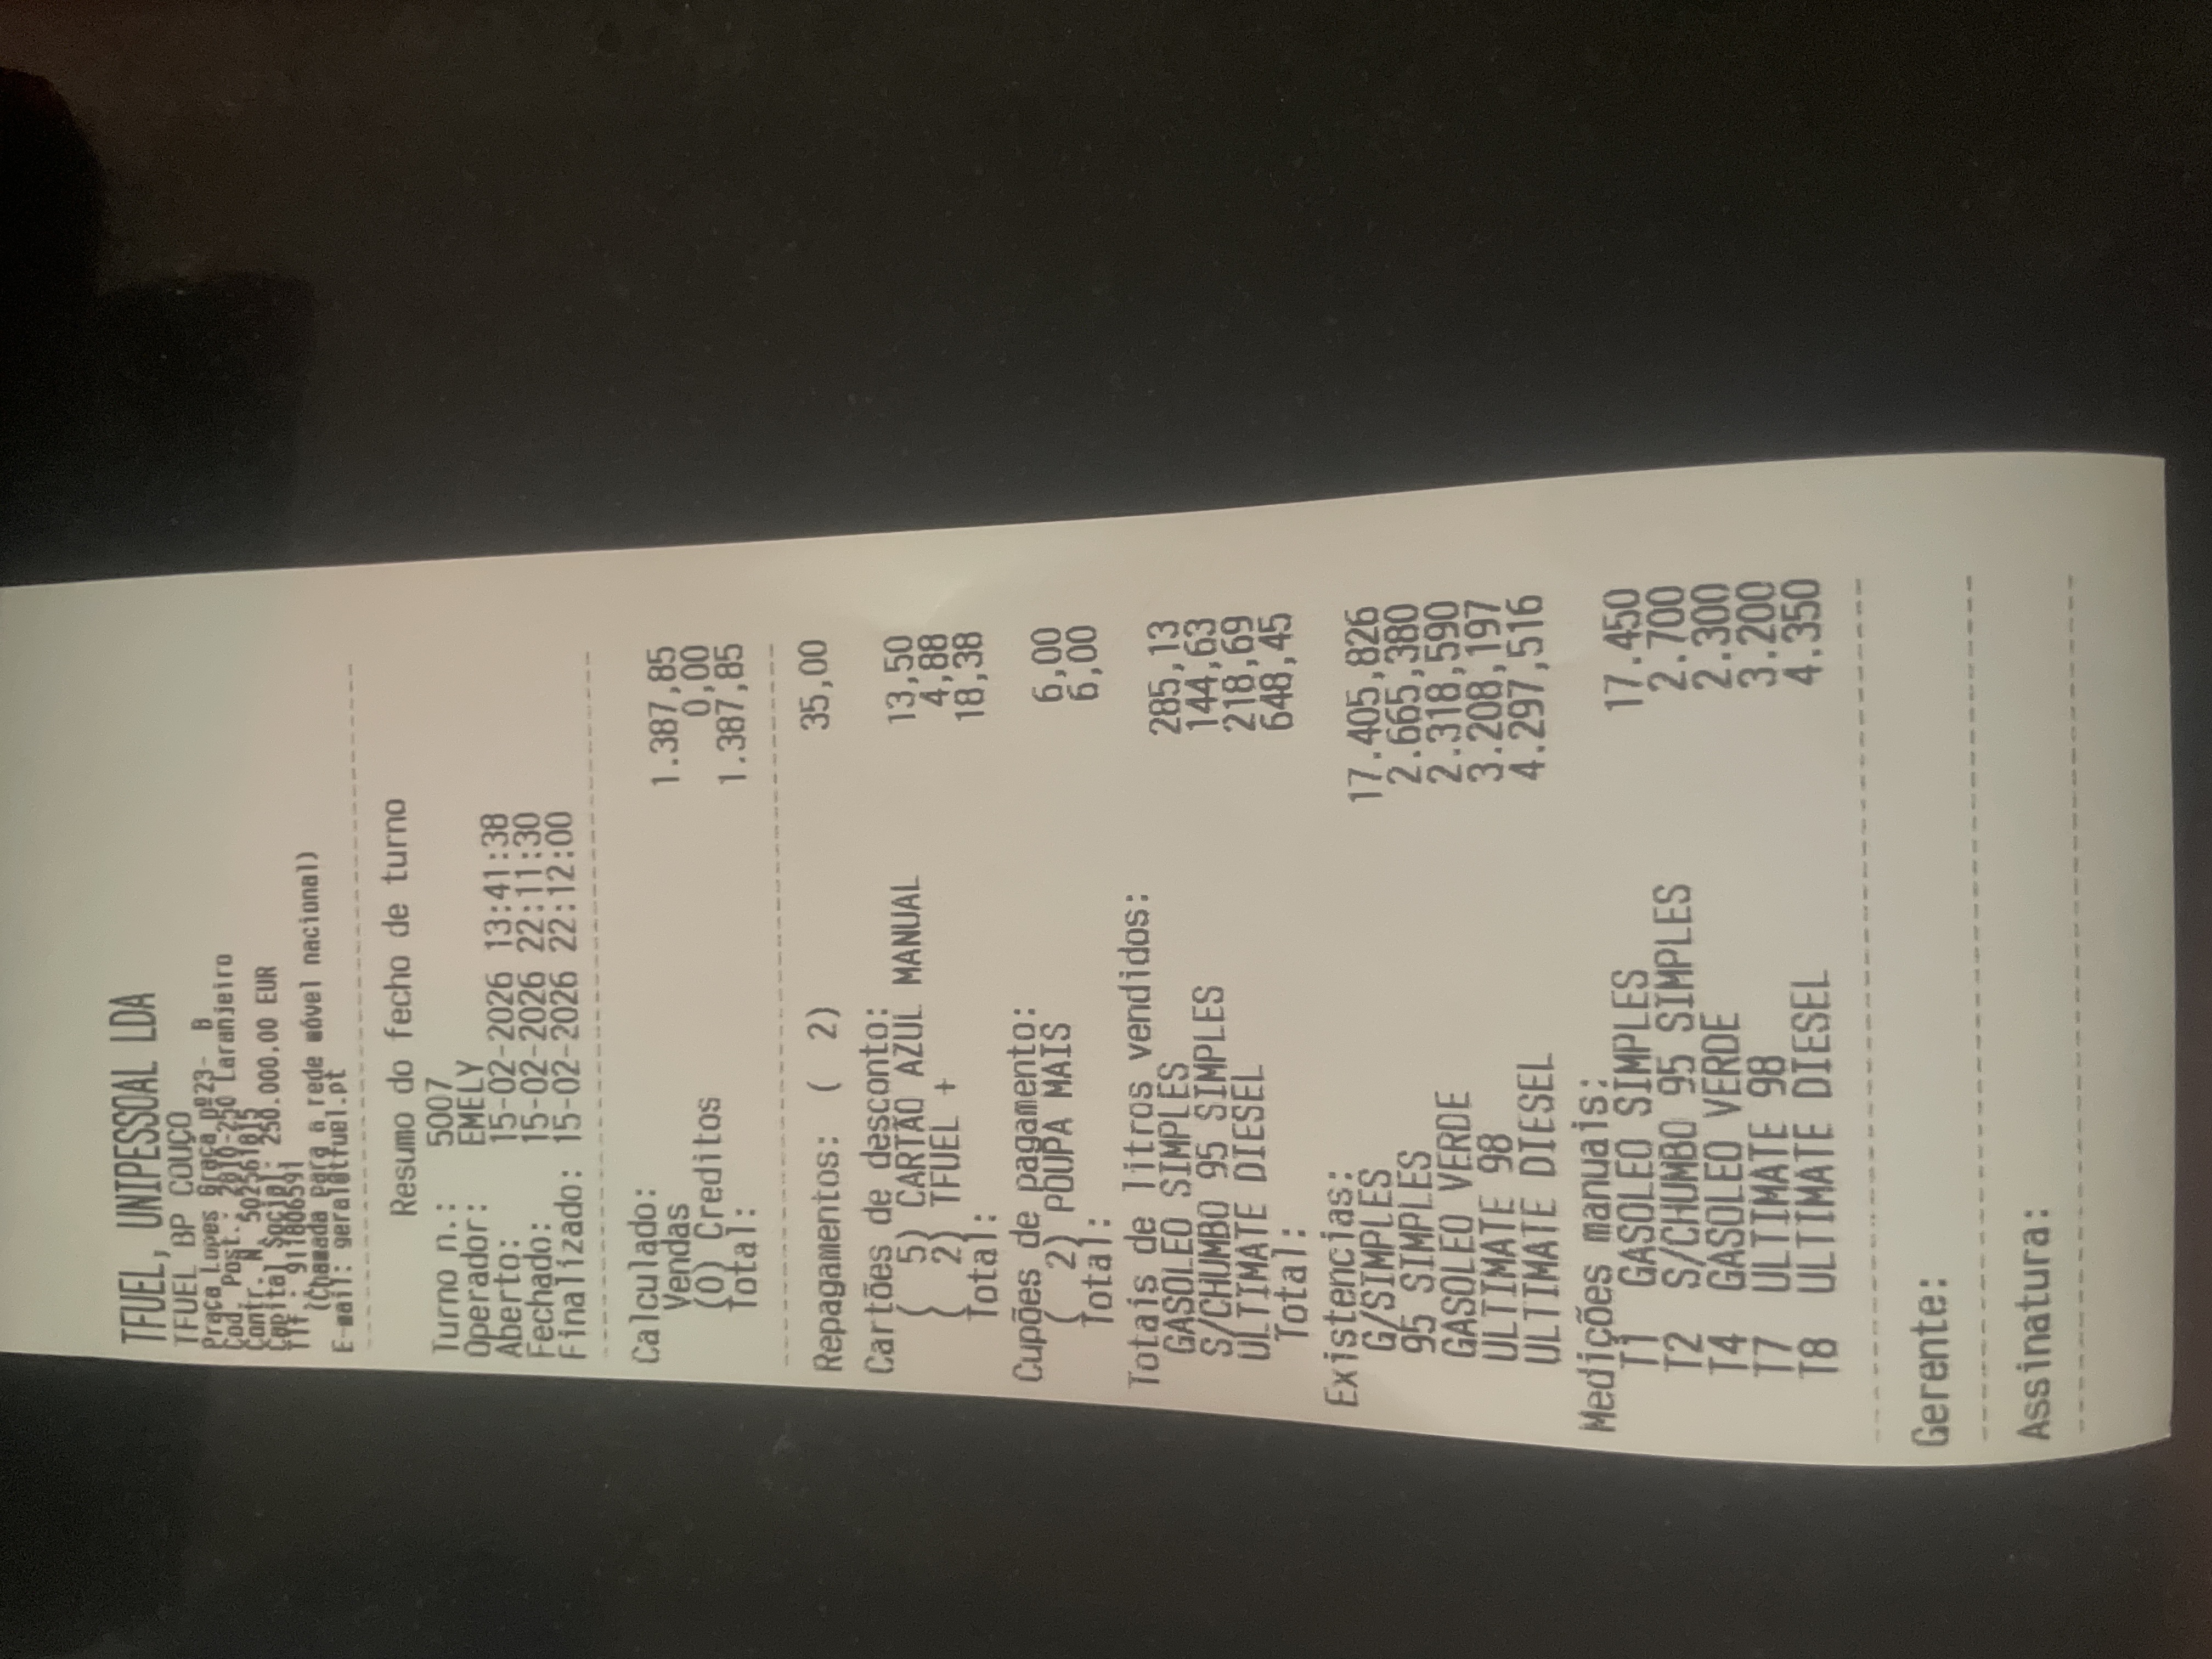 TFUEL, UNIPESSOAL LDA
TFUEL BP COUÇO
Praça Lopes Graça nº23- B
Cod. Post.: 2810-250 Laranjeiro
Contr. N. 502561815
Capital Social: 250.000,00 EUR
Tlf : 911806591
(Chamada para a rede móvel nacional)
E-mail: geral@tfuel.pt
Resumo do fecho de turno
Turno n.: 5007
Operador: EMELY
Aberto: 15-02-2026 13:41:38
Fechado: 15-02-2026 22:11:30
Finalizado: 15-02-2026 22:12:00
Calculado:
Vendas 1.387,85
(0) Creditos 0,00
Total: 1.387,85
Repagamentos: ( 2) 35,00
Cartões de desconto:
( 5) CARTÃO AZUL MANUAL 13,50
( 2) TFUEL + 4,88
Total: 18,38
Cupões de pagamento:
( 2) POUPA MAIS 6,00
Total: 6,00
Totais de litros vendidos:
GASOLEO SIMPLES 285,13
S/CHUMBO 95 SIMPLES 144,63
ULTIMATE DIESEL 218,69
Total: 648,45
Existencias:
G/SIMPLES 17.405,826
95 SIMPLES 2.665,380
GASOLEO VERDE 2.318,590
ULTIMATE 98 3.208,197
ULTIMATE DIESEL 4.297,516
Medições manuais:
T1 GASOLEO SIMPLES 17.450
T2 S/CHUMBO 95 SIMPLES 2.700
T4 GASOLEO VERDE 2.300
T7 ULTIMATE 98 3.200
T8 ULTIMATE DIESEL 4.350
Gerente:
Assinatura: